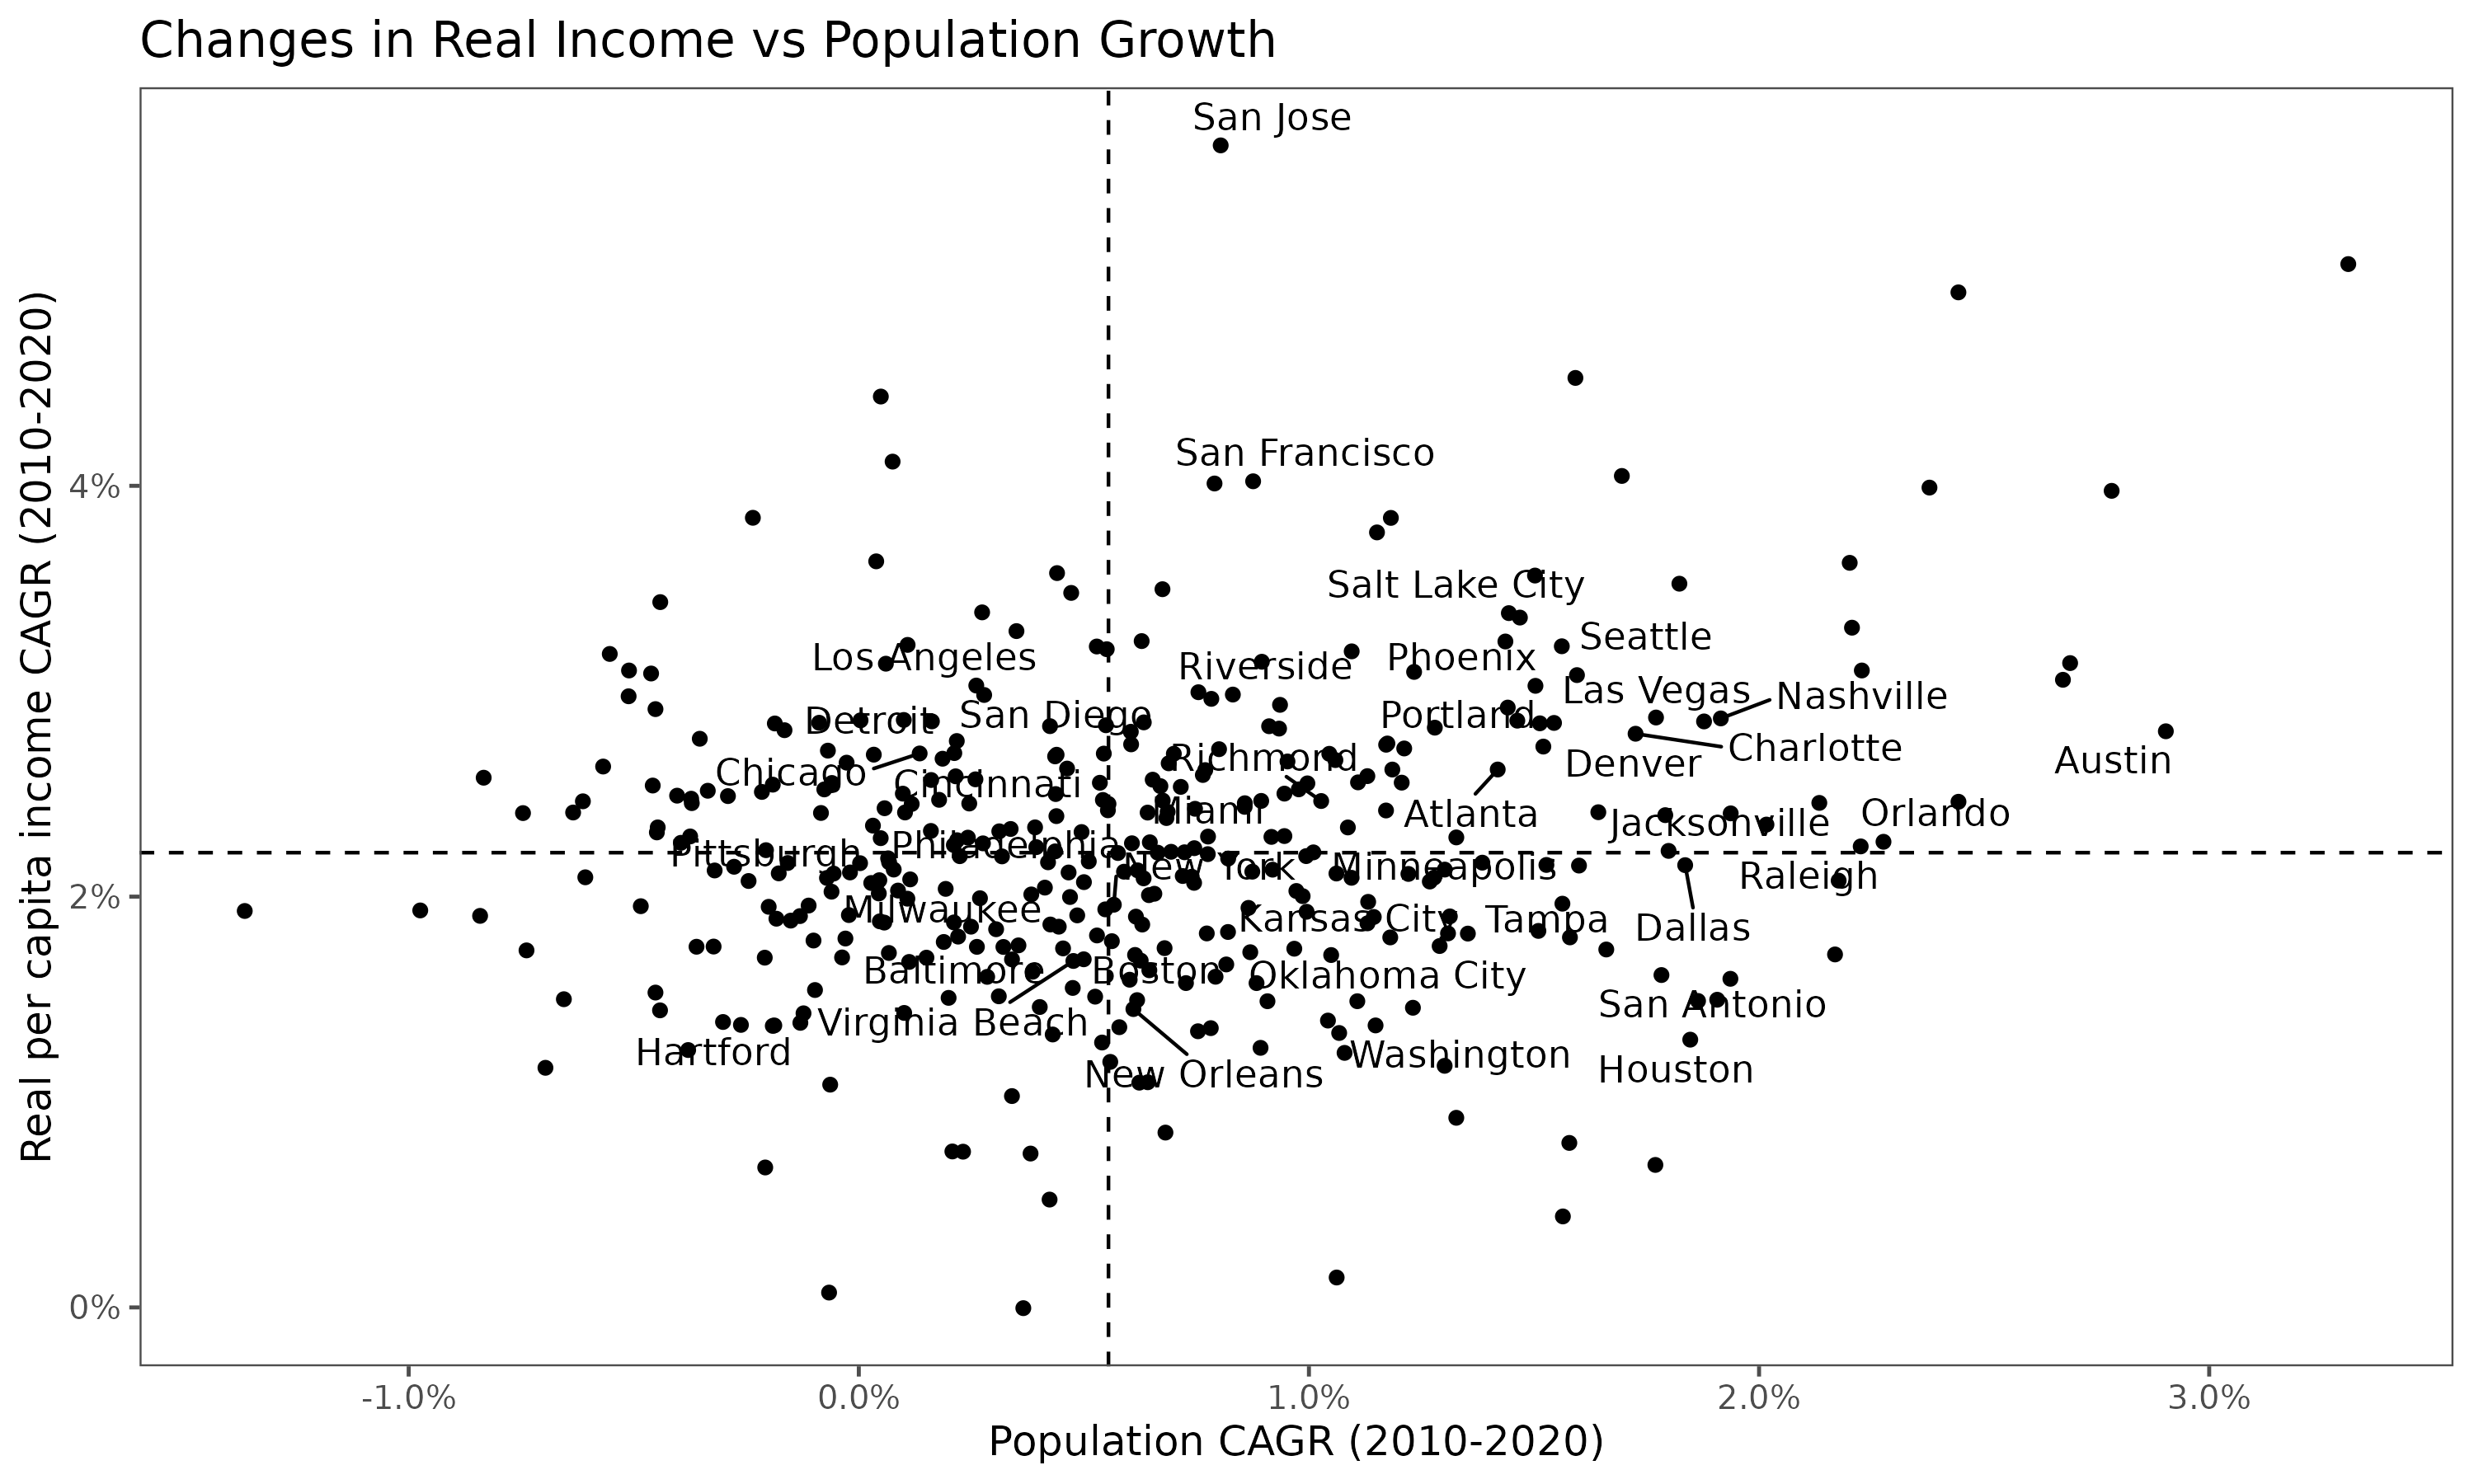 Changes in Real Income vs Population Growth
San Jose
San Francisco
4%
Salt Lake City
Seattle
Los Angeles
Riverside
Phoenix
Las Vegas
Nashville
Detroit
San Diego
Portland
Charlotte
Richmond
Denver
Austin
Chicago
Cincinnati
Miami
Atlanta
Jacksonville
Orlando
Pittsburgh
Philadelphia
New York
Minneapolis
Raleigh
2%
Milwaukee
Kansas City
Tampa
Dallas
Baltimore
Boston
Oklahoma City
San Antonio
Virginia Beach
Hartford
Washington
New Orleans
Houston
0%
-1.0%
0.0%
1.0%
2.0%
3.0%
Population CAGR (2010-2020)
Real per capita income CAGR (2010-2020)